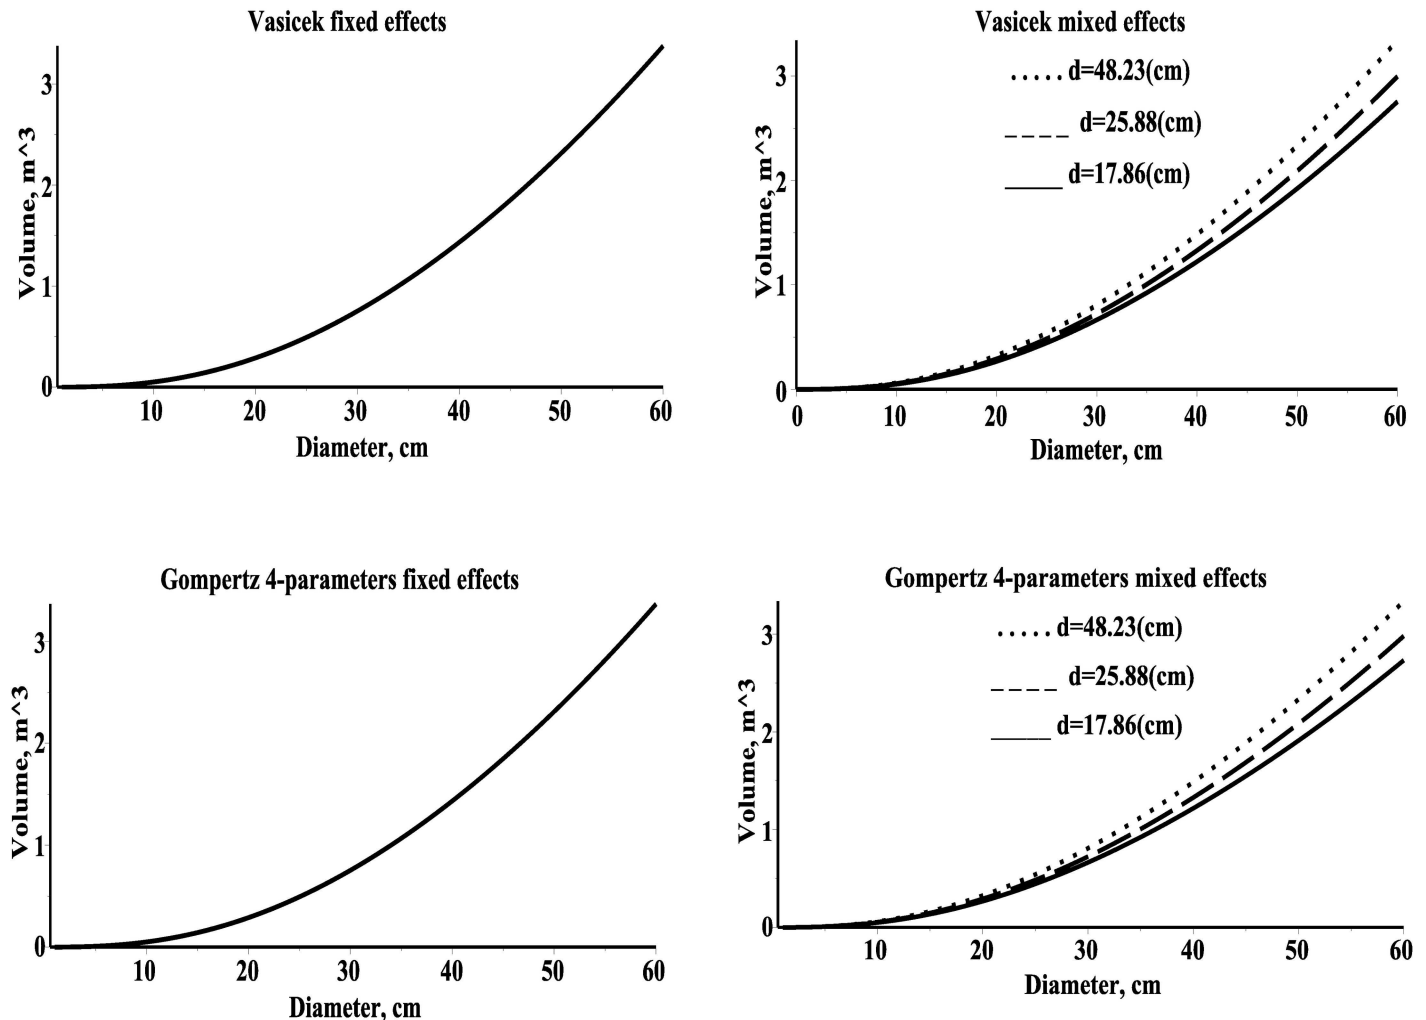 Vasicek fixed effects
3
2
1
0
Volume, m^3
10 20 30 40 50 60
Diameter, cm
Vasicek mixed effects
d=48.23(cm)
d=25.88(cm)
d=17.86(cm)
3
2
1
0
Volume, m^3
0 10 20 30 40 50 60
Diameter, cm
Gompertz 4-parameters fixed effects
3
2
1
0
Volume, m^3
10 20 30 40 50 60
Diameter, cm
Gompertz 4-parameters mixed effects
d=48.23(cm)
d=25.88(cm)
d=17.86(cm)
3
2
1
0
Volume, m^3
10 20 30 40 50 60
Diameter, cm